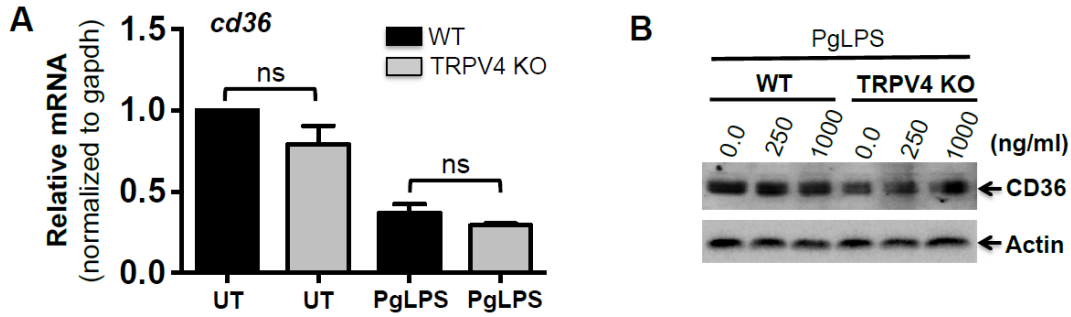 A
cd36
WT
TRPV4 KO
Relative mRNA
(normalized to gapdh)
1.5
1.0
0.5
0.0
ns
ns
UT UT PgLPS PgLPS
B
PgLPS
WT TRPV4 KO
0.0 250 1000 0.0 250 1000 (ng/ml)
CD36
Actin